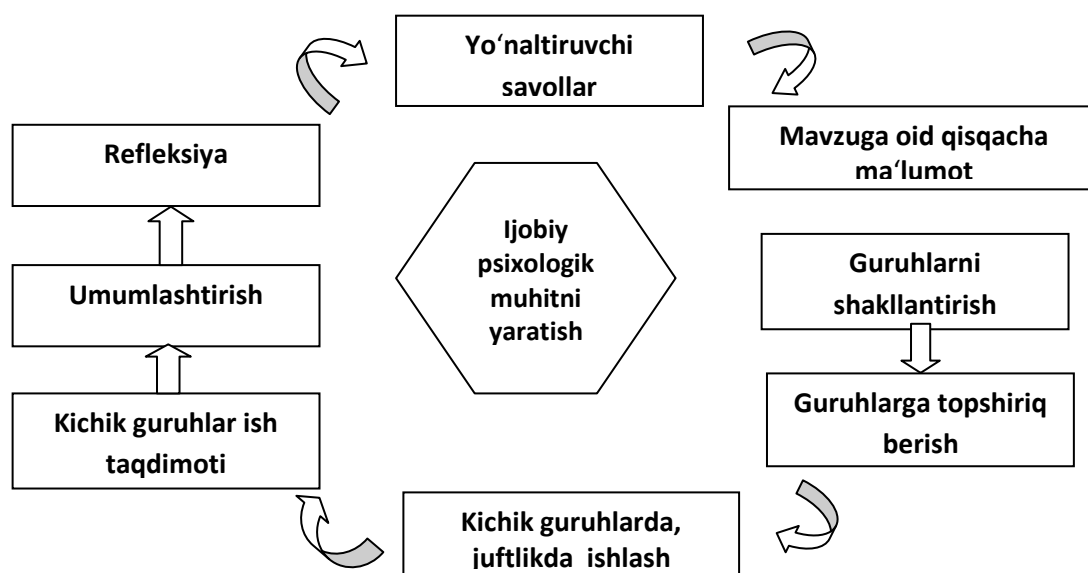 Yo‘naltiruvchi
savollar
Mavzuga oid qisqacha
ma‘lumot
Refleksiya
Ijobiy
psixologik
muhitni
yaratish
Guruhlarni
shakllantirish
Umumlashtirish
Guruhlarga topshiriq
berish
Kichik guruhlar ish
taqdimoti
Kichik guruhlarda,
juftlikda ishlash